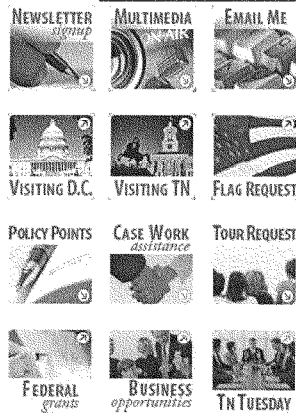 NEWSLETTER
signup
MULTIMEDIA
EMAIL ME
VISITING D.C.
VISITING TN
FLAG REQUEST
POLICY POINTS
CASE WORK
assistance
TOUR REQUEST
FEDERAL
grants
BUSINESS
opportunities
TN TUESDAY